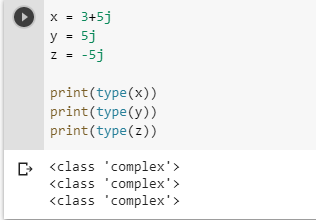 x = 3+5j
y = 5j
z = -5j
print(type(x))
print(type(y))
print(type(z))
<class 'complex'>
<class 'complex'>
<class 'complex'>